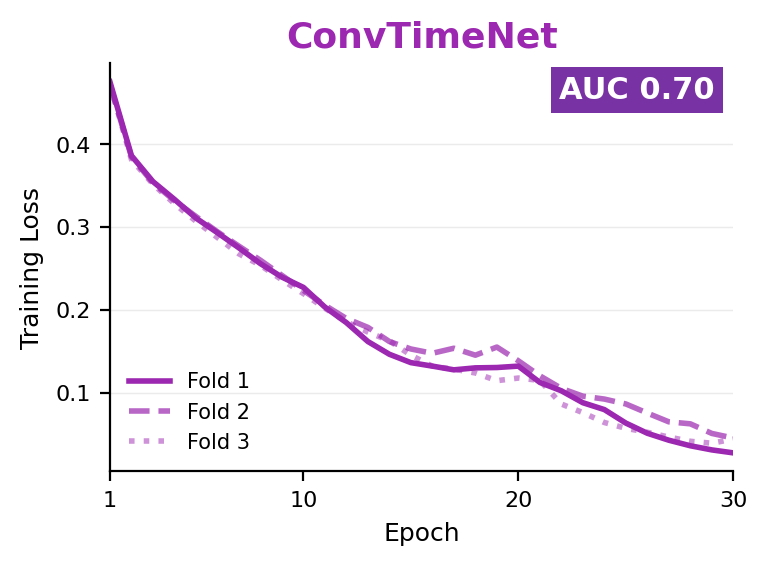 ConvTimeNet
AUC 0.70
Training Loss
0.4
0.3
0.2
0.1
Fold 1
Fold 2
Fold 3
1 10 20 30
Epoch